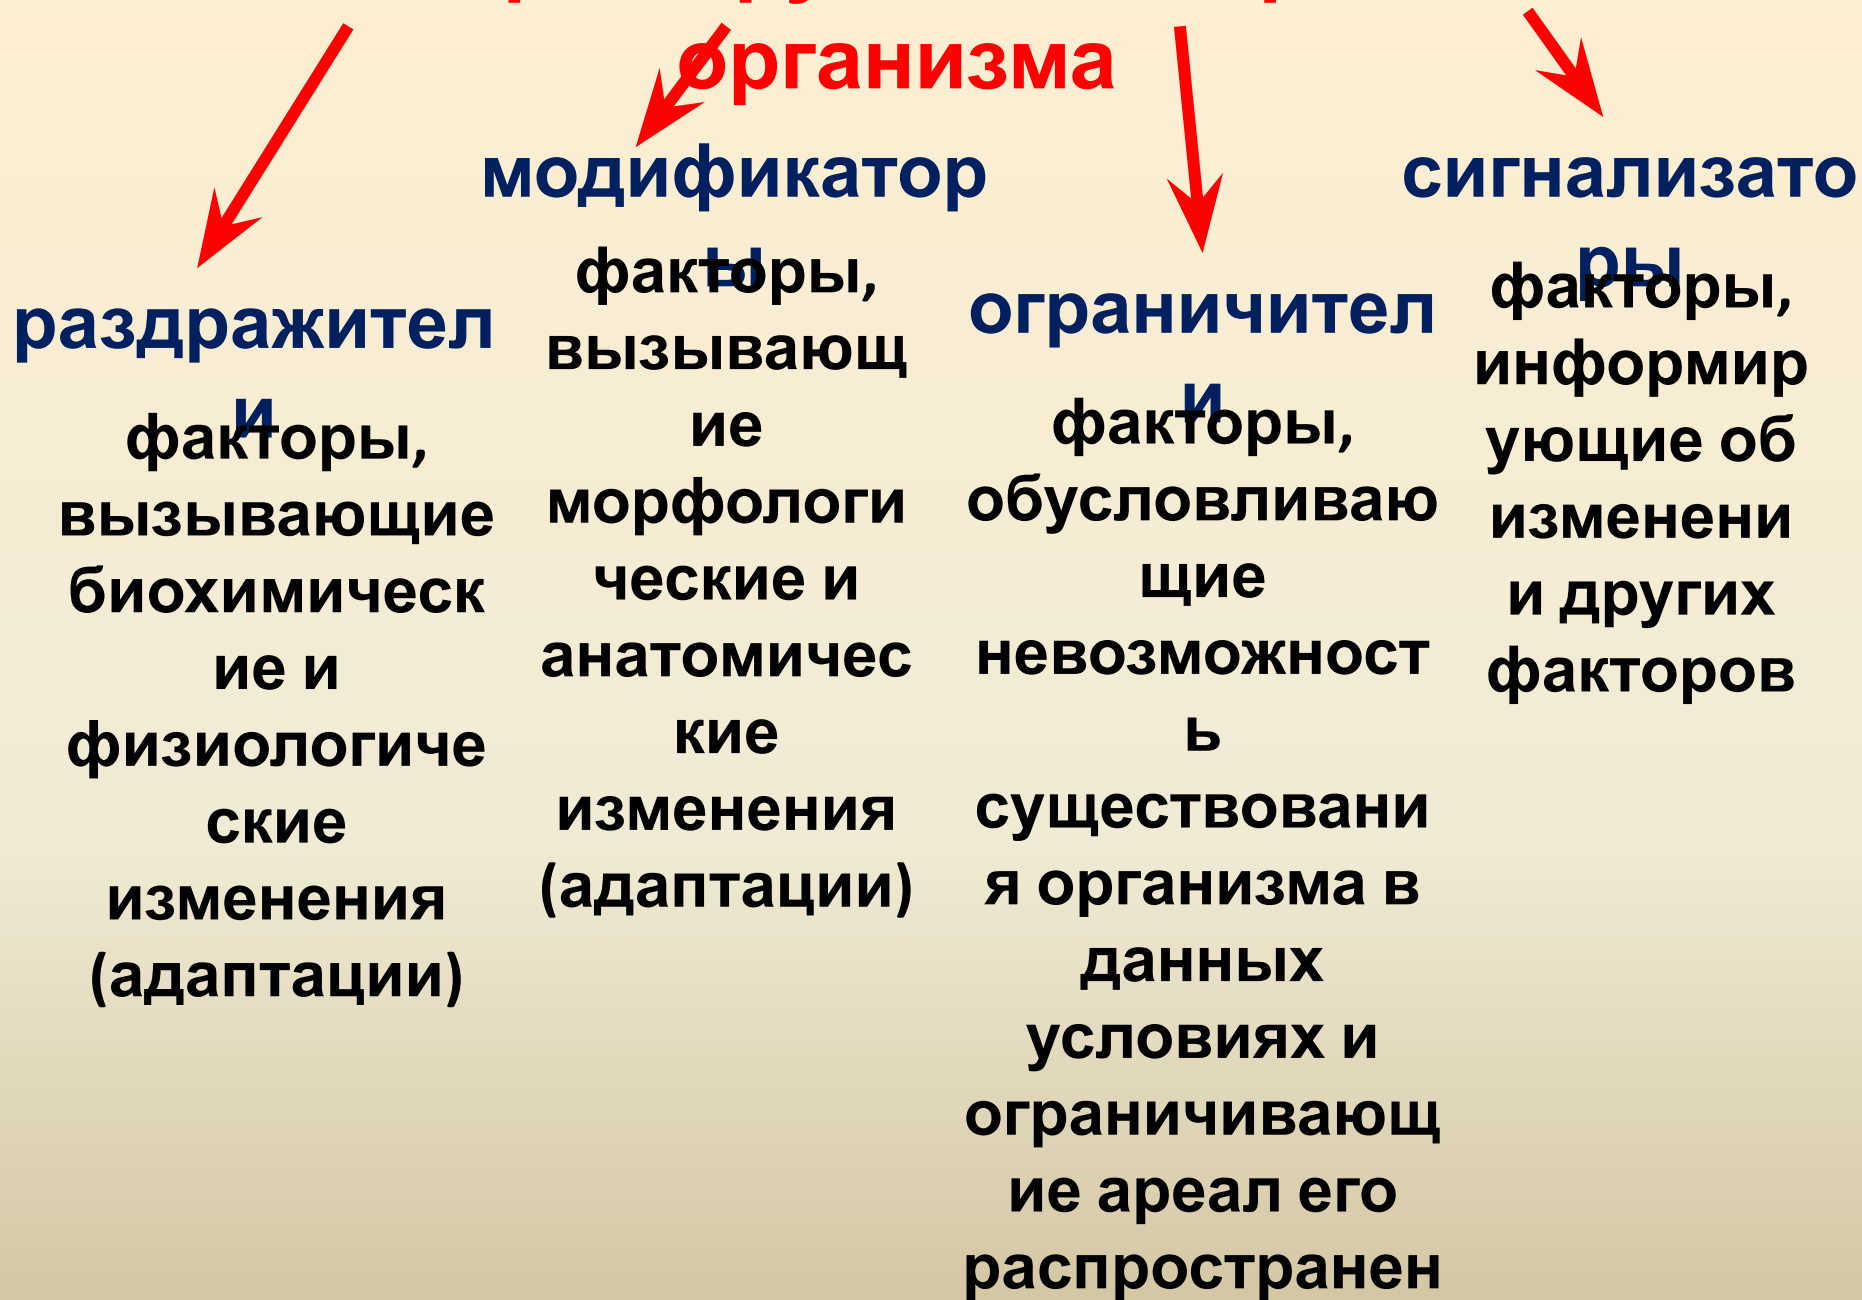 организма
раздражител
и
факторы,
вызывающие
биохимическ
ие и
физиологиче
ские
изменения
(адаптации)
модификатор
ы
факторы,
вызывающ
ие
морфологи
ческие и
анатомичес
кие
изменения
(адаптации)
ограничител
и
факторы,
обусловливаю
щие
невозможност
ь
существовани
я организма в
данных
условиях и
ограничивающ
ие ареал его
распространен
сигнализато
ры
факторы,
информир
ующие об
изменени
и других
факторов